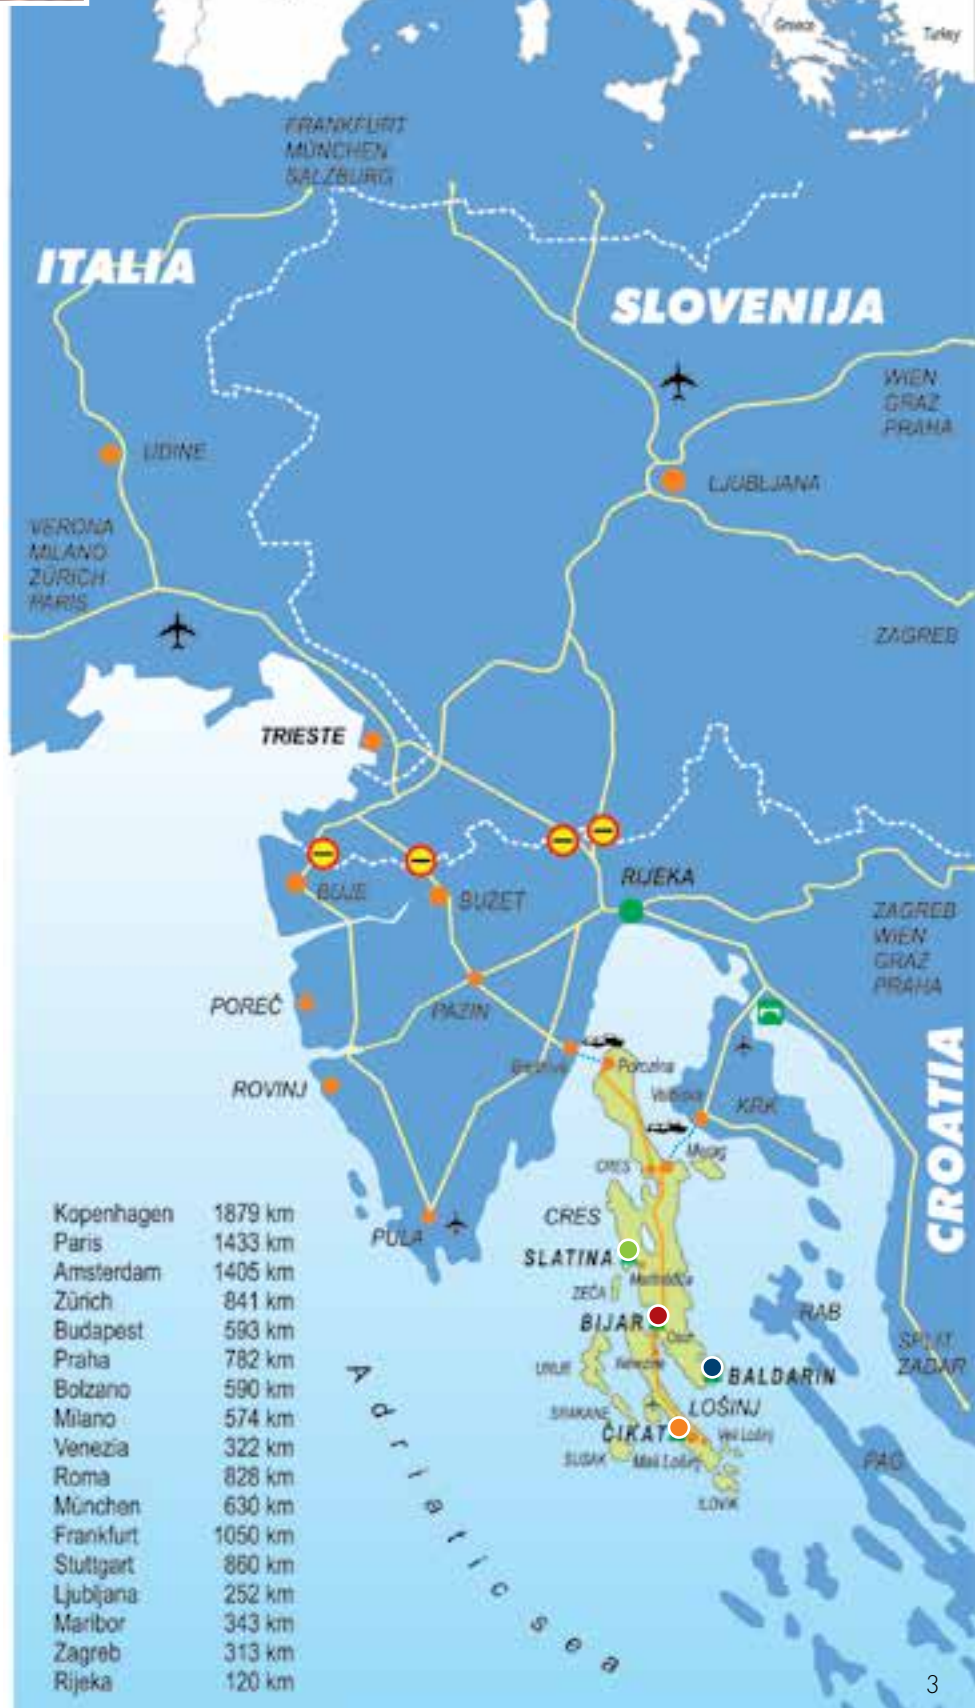 Greece
Turkey
FRANKFURT
MÜNCHEN
SALZBURG
ITALIA
SLOVENIJA
WIEN
GRAZ
PRAHA
UDINE
LJUBLJANA
VERONA
MILANO
ZÜRICH
PARIS
ZAGREB
TRIESTE
RIJEKA
BUJE
BUZET
ZAGREB
WIEN
GRAZ
PRAHA
POREČ
PAZIN
CROATIA
Porozina
ROVINJ
KRK
Merag
CRES
CRES
PULA
SLATINA
ZEČA
RAB
BIJAR
Osor
SPLIT
ZADAR
UNIJE
BALDARIN
LOŠINJ
SRAKANE
ČIKAT
Veli Lošinj
SUSAK
Mali Lošinj
PAG
ILOVIK
Adriatic sea
Kopenhagen 1879 km
Paris 1433 km
Amsterdam 1405 km
Zürich 841 km
Budapest 593 km
Praha 782 km
Bolzano 590 km
Milano 574 km
Venezia 322 km
Roma 828 km
München 630 km
Frankfurt 1050 km
Stuttgart 860 km
Ljubljana 252 km
Maribor 343 km
Zagreb 313 km
Rijeka 120 km
3